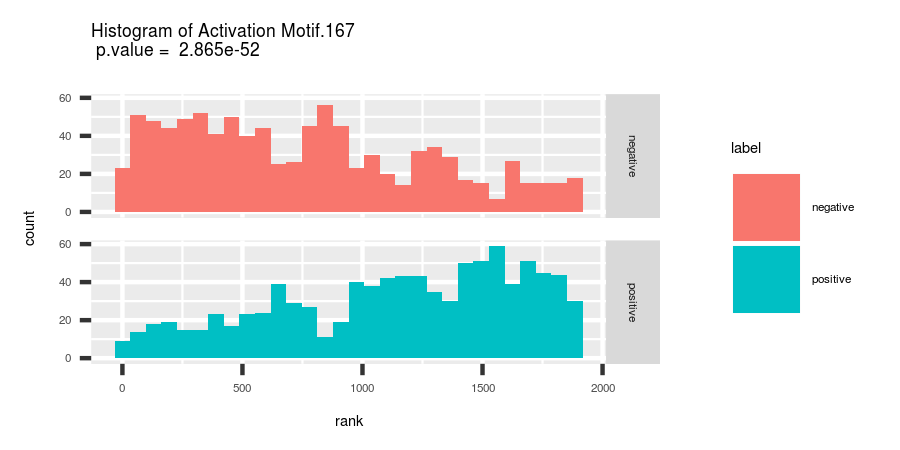 Histogram of Activation Motif.167
p.value = 2.865e-52
count
60
40
20
0
negative
60
40
20
0
positive
0 500 1000 1500 2000
rank
label
negative
positive